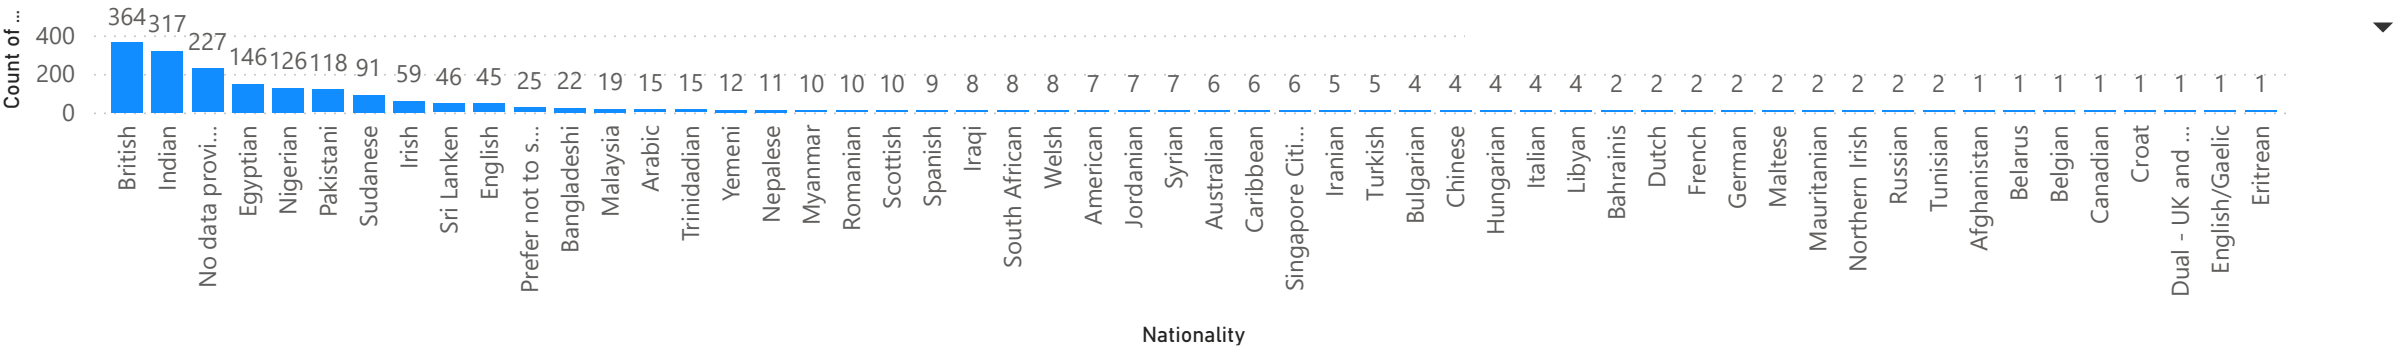 Count of ...
400
200
0
364
317
227
146
126
118
91
59
46
45
25
22
19
15
15
12
11
10
10
10
9
8
8
8
7
7
7
6
6
6
5
5
4
4
4
4
4
2
2
2
2
2
2
2
2
2
1
1
1
1
1
1
1
1
British
Indian
No data provi...
Egyptian
Nigerian
Pakistani
Sudanese
Irish
Sri Lanken
English
Prefer not to s...
Bangladeshi
Malaysia
Arabic
Trinidadian
Yemeni
Nepalese
Myanmar
Romanian
Scottish
Spanish
Iraqi
South African
Welsh
American
Jordanian
Syrian
Australian
Caribbean
Singapore Citi...
Iranian
Turkish
Bulgarian
Chinese
Hungarian
Italian
Libyan
Bahrainis
Dutch
French
German
Maltese
Mauritanian
Northern Irish
Russian
Tunisian
Afghanistan
Belarus
Belgian
Canadian
Croat
Dual - UK and ...
English/Gaelic
Eritrean
Nationality